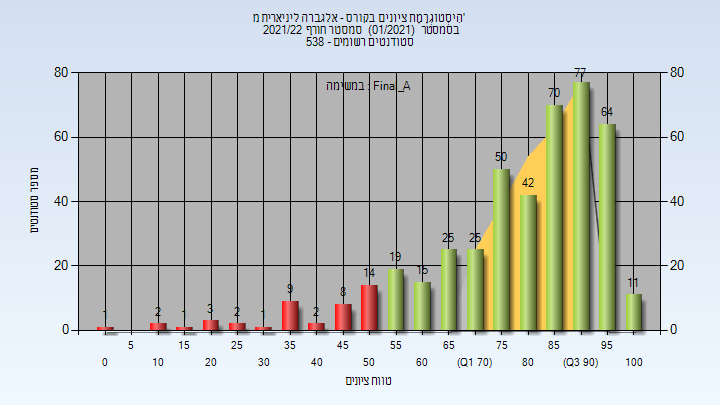 הִיסטוֹגרָמַת ציונים בקורס - אלגברה ליניארית מ'
בסמסטר (01/2021) סמסטר חורף 2021/22
סטודנטים רשומים - 538
במשימה : Final_A
80 80
60 60
40 40
20 20
0 0
מספר סטודנטים
1 2 1 3 2 1 9 2 8 14 19 15 25 25 50 42 70 77 64 11
5 15 25 35 45 55 65 75 85 95
0 10 20 30 40 50 60 (Q1 70) 80 (Q3 90) 100
טווח ציונים